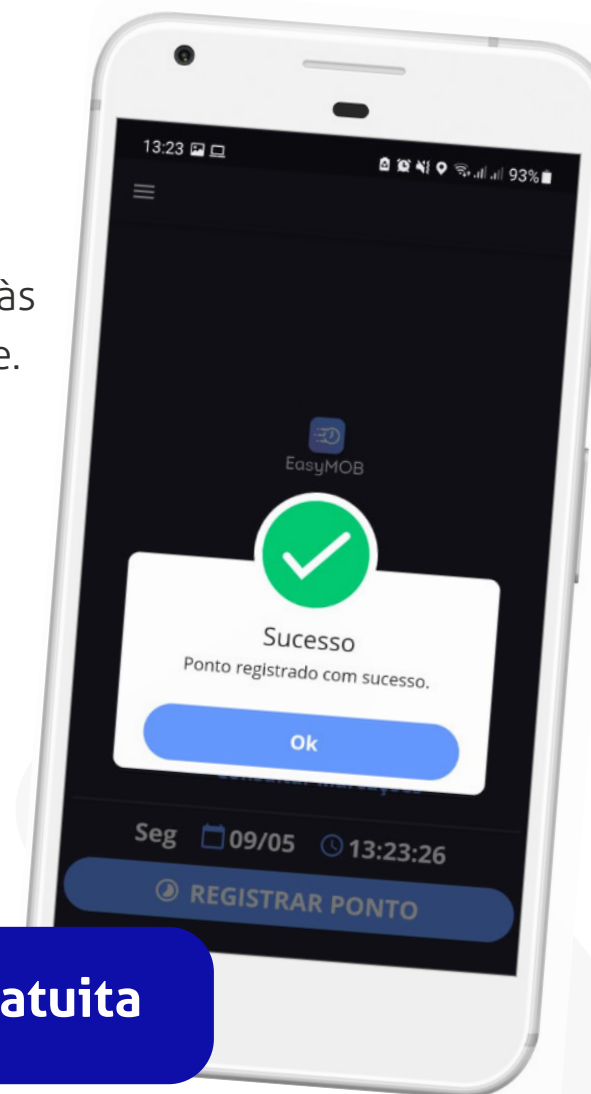 13:23
93%
às
e.
EasyMOB
Sucesso
Ponto registrado com sucesso.
Ok
Seg 09/05 13:23:26
REGISTRAR PONTO
atuita